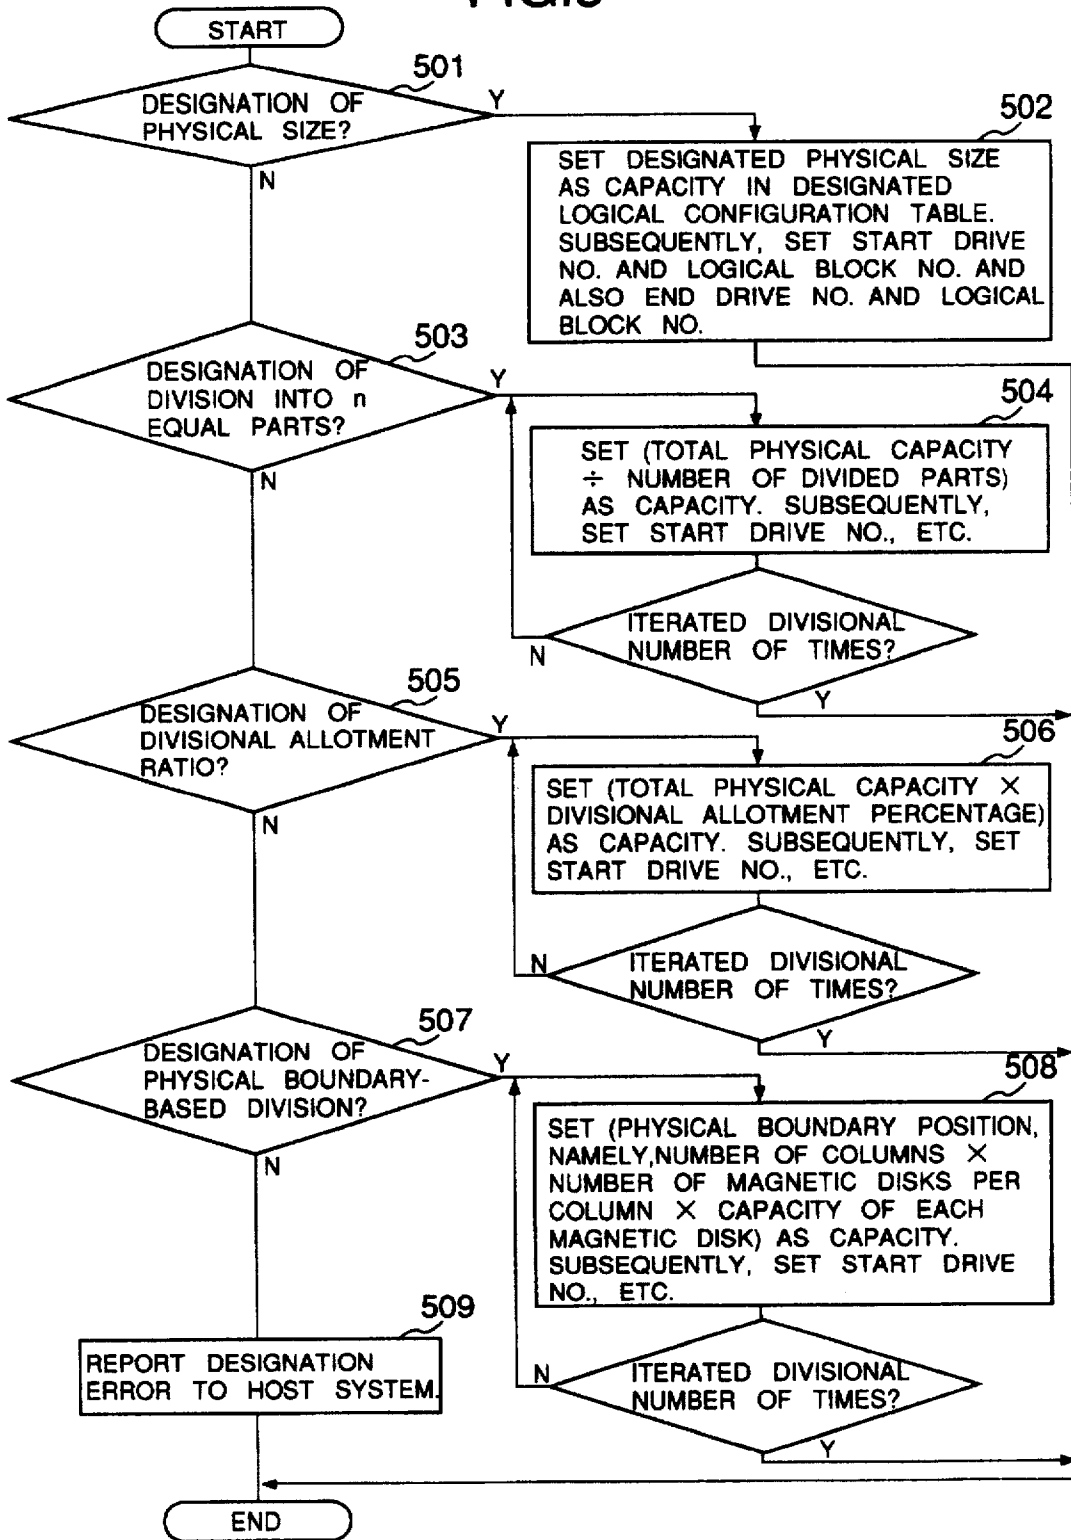 START
501
DESIGNATION OF
PHYSICAL SIZE?
Y
N
502
SET DESIGNATED PHYSICAL SIZE
AS CAPACITY IN DESIGNATED
LOGICAL CONFIGURATION TABLE.
SUBSEQUENTLY, SET START DRIVE
NO. AND LOGICAL BLOCK NO. AND
ALSO END DRIVE NO. AND LOGICAL
BLOCK NO.
503
DESIGNATION OF
DIVISION INTO n
EQUAL PARTS?
Y
N
504
SET (TOTAL PHYSICAL CAPACITY
÷ NUMBER OF DIVIDED PARTS)
AS CAPACITY. SUBSEQUENTLY,
SET START DRIVE NO., ETC.
ITERATED DIVISIONAL
NUMBER OF TIMES?
N
Y
505
DESIGNATION OF
DIVISIONAL ALLOTMENT
RATIO?
Y
N
506
SET (TOTAL PHYSICAL CAPACITY ×
DIVISIONAL ALLOTMENT PERCENTAGE)
AS CAPACITY. SUBSEQUENTLY, SET
START DRIVE NO., ETC.
ITERATED DIVISIONAL
NUMBER OF TIMES?
N
Y
507
DESIGNATION OF
PHYSICAL BOUNDARY-
BASED DIVISION?
Y
N
508
SET (PHYSICAL BOUNDARY POSITION,
NAMELY,NUMBER OF COLUMNS ×
NUMBER OF MAGNETIC DISKS PER
COLUMN × CAPACITY OF EACH
MAGNETIC DISK) AS CAPACITY.
SUBSEQUENTLY, SET START DRIVE
NO., ETC.
ITERATED DIVISIONAL
NUMBER OF TIMES?
N
Y
509
REPORT DESIGNATION
ERROR TO HOST SYSTEM.
END